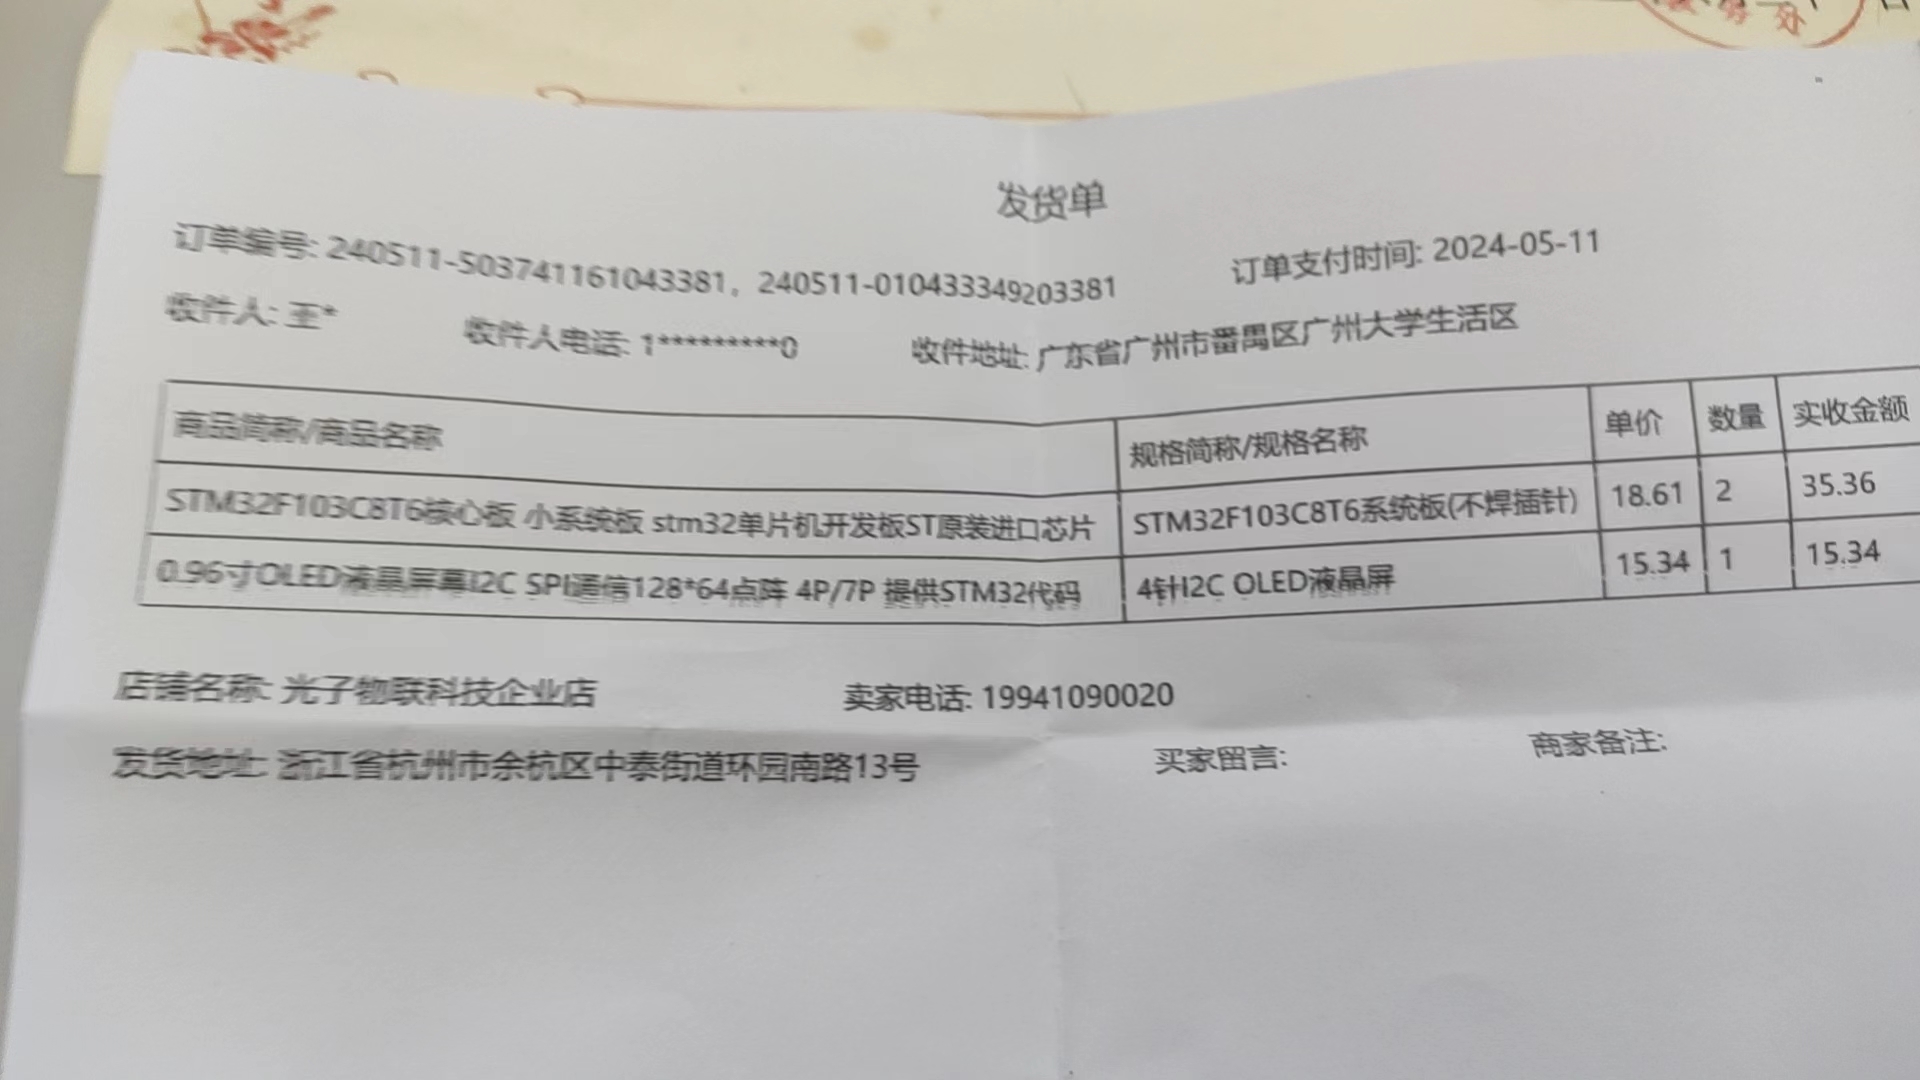 发货单
订单编号: 240511-503741161043381, 240511-010433349203381 订单支付时间: 2024-05-11
收件人: 王* 收件人电话: 1*********0 收件地址: 广东省广州市番禺区广州大学生活区
商品简称/商品名称 规格简称/规格名称 单价 数量 实收金额
STM32F103C8T6核心板 小系统板 stm32单片机开发板ST原装进口芯片 STM32F103C8T6系统板(不焊插针) 18.61 2 35.36
0.96寸OLED液晶屏幕I2C SPI通信128*64点阵 4P/7P 提供STM32代码 4针I2C OLED液晶屏 15.34 1 15.34
店铺名称: 光子物联科技企业店 卖家电话: 19941090020
发货地址: 浙江省杭州市余杭区中泰街道环园南路13号 买家留言: 商家备注: